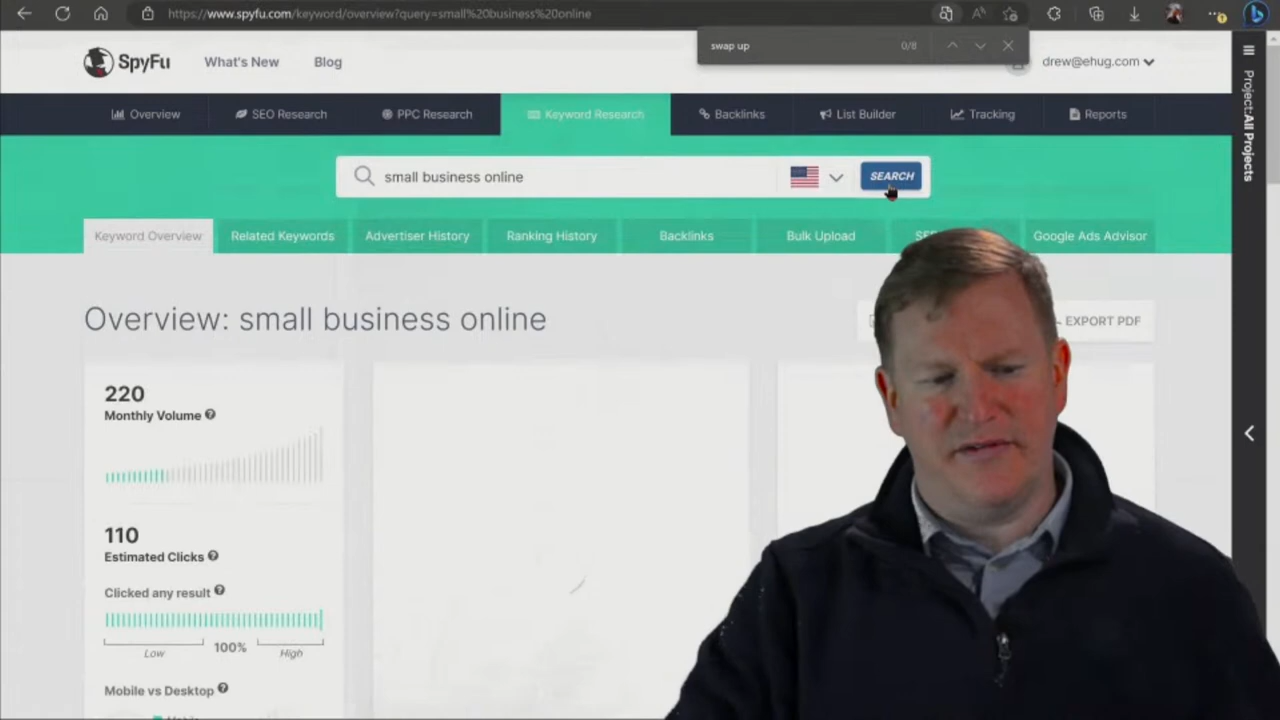 https://www.spyfu.com/keyword/overview?query=small%20business%20online
swap up 0/8
SpyFu What's New Blog drew@ehug.com
Overview SEO Research PPC Research Keyword Research Backlinks List Builder Tracking Reports
small business online SEARCH
Keyword Overview Related Keywords Advertiser History Ranking History Backlinks Bulk Upload Google Ads Advisor
Overview: small business online
EXPORT PDF
220
Monthly Volume
110
Estimated Clicks
Clicked any result
Low 100% High
Mobile vs Desktop
Project:All Projects